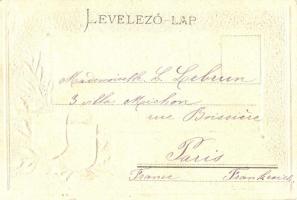 LEVELEZŐ-LAP
Mademoiselle L. Lebrun
3 villa Michon
rue Boissière
Paris
France Frankreich